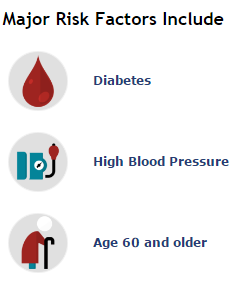 Major Risk Factors Include
Diabetes
High Blood Pressure
Age 60 and older